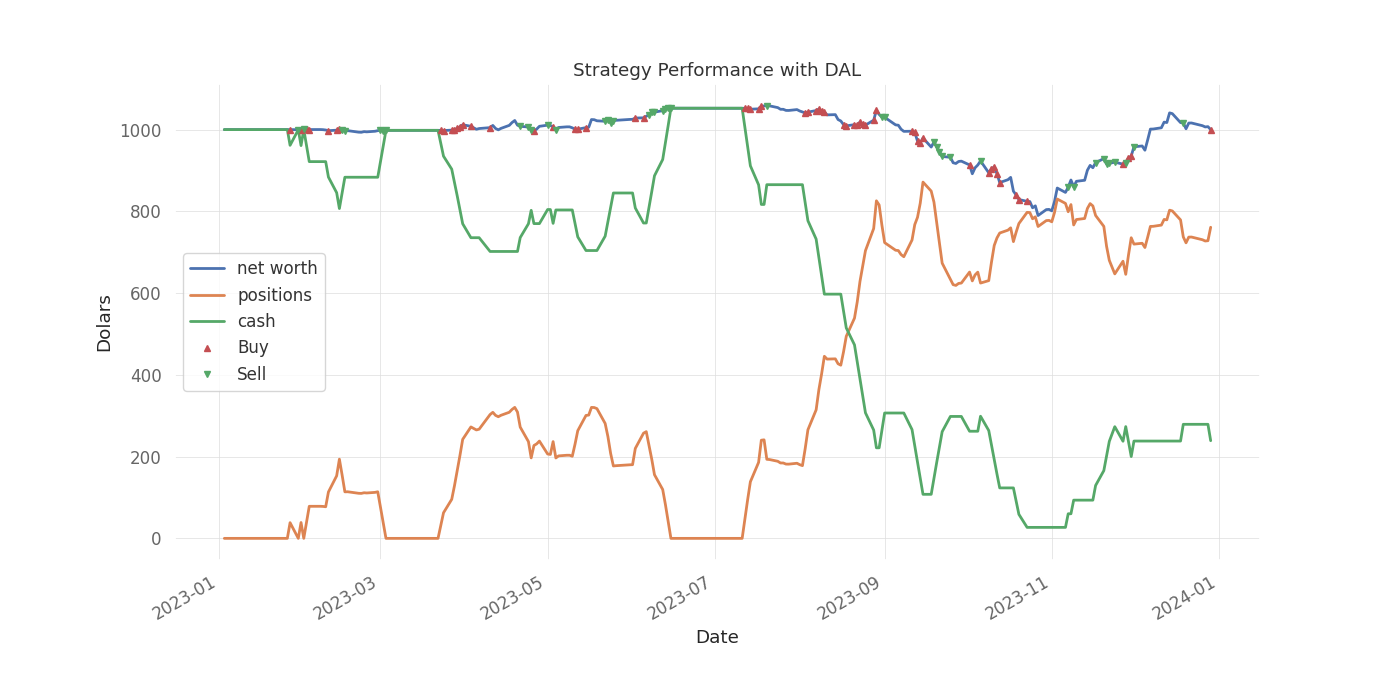 Strategy Performance with DAL
1000
800
600
400
200
0
Dolars
net worth
positions
cash
Buy
Sell
2023-01
2023-03
2023-05
2023-07
2023-09
2023-11
2024-01
Date